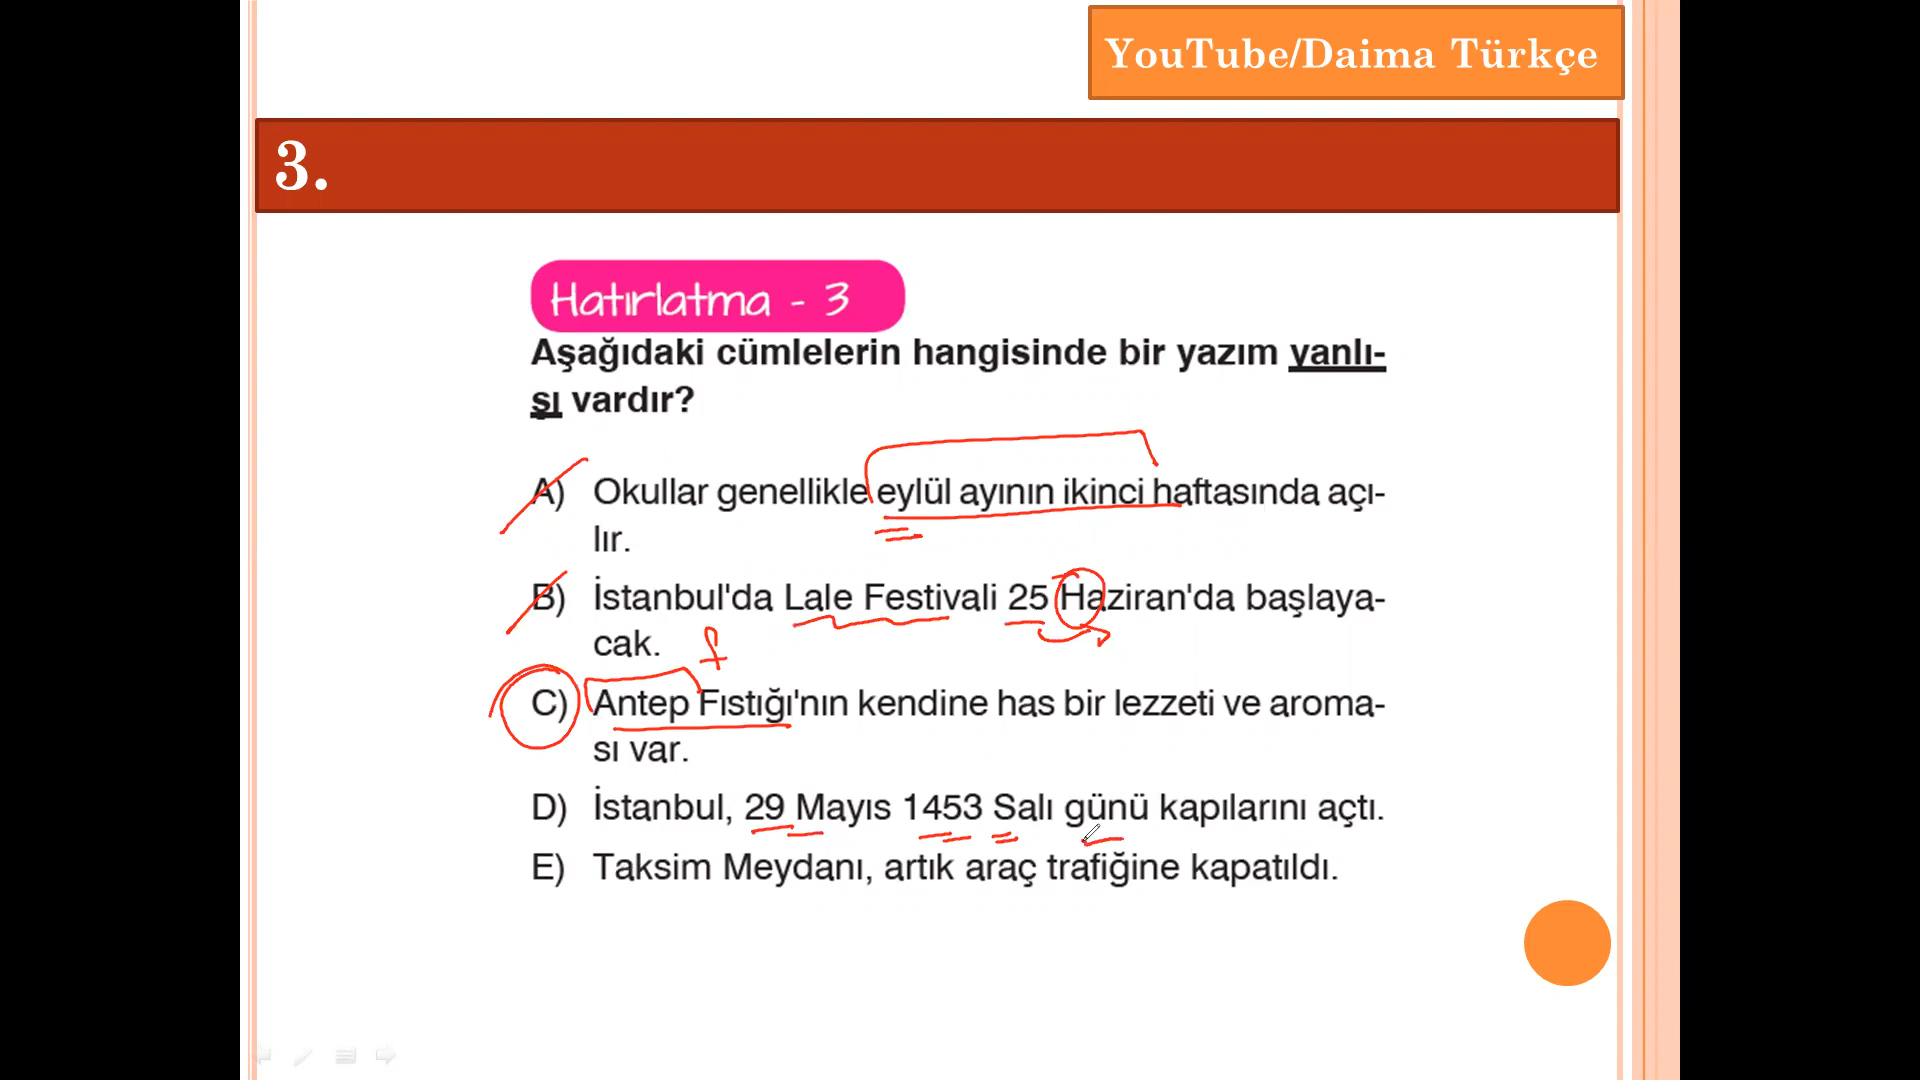 YouTube/Daima Türkçe
3.
Hatırlatma - 3
Aşağıdaki cümlelerin hangisinde bir yazım yanlı-
şı vardır?
A) Okullar genellikle eylül ayının ikinci haftasında açı-
lır.
B) İstanbul'da Lale Festivali 25 Haziran'da başlaya-
cak.
f
C) Antep Fıstığı'nın kendine has bir lezzeti ve aroma-
sı var.
D) İstanbul, 29 Mayıs 1453 Salı günü kapılarını açtı.
E) Taksim Meydanı, artık araç trafiğine kapatıldı.